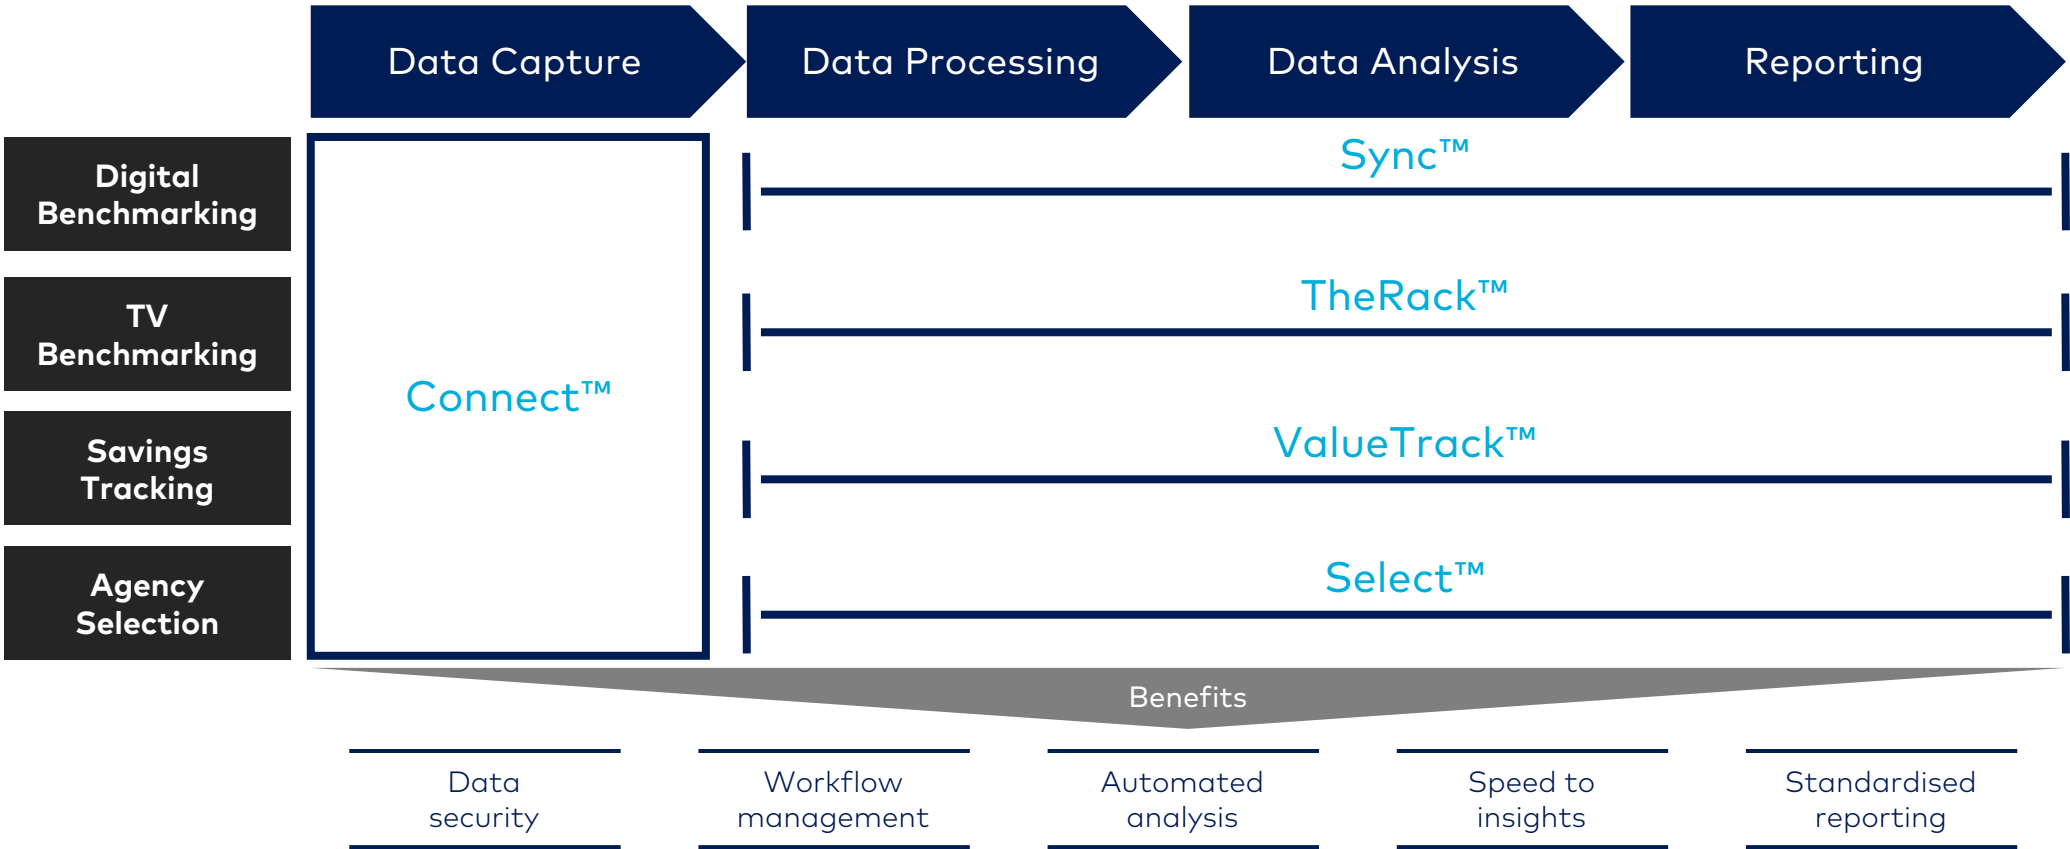 Data Capture
Data Processing
Data Analysis
Reporting
Digital
Benchmarking
Sync™
TV
Benchmarking
TheRack™
Connect™
Savings
Tracking
ValueTrack™
Agency
Selection
Select™
Benefits
Data
security
Workflow
management
Automated
analysis
Speed to
insights
Standardised
reporting